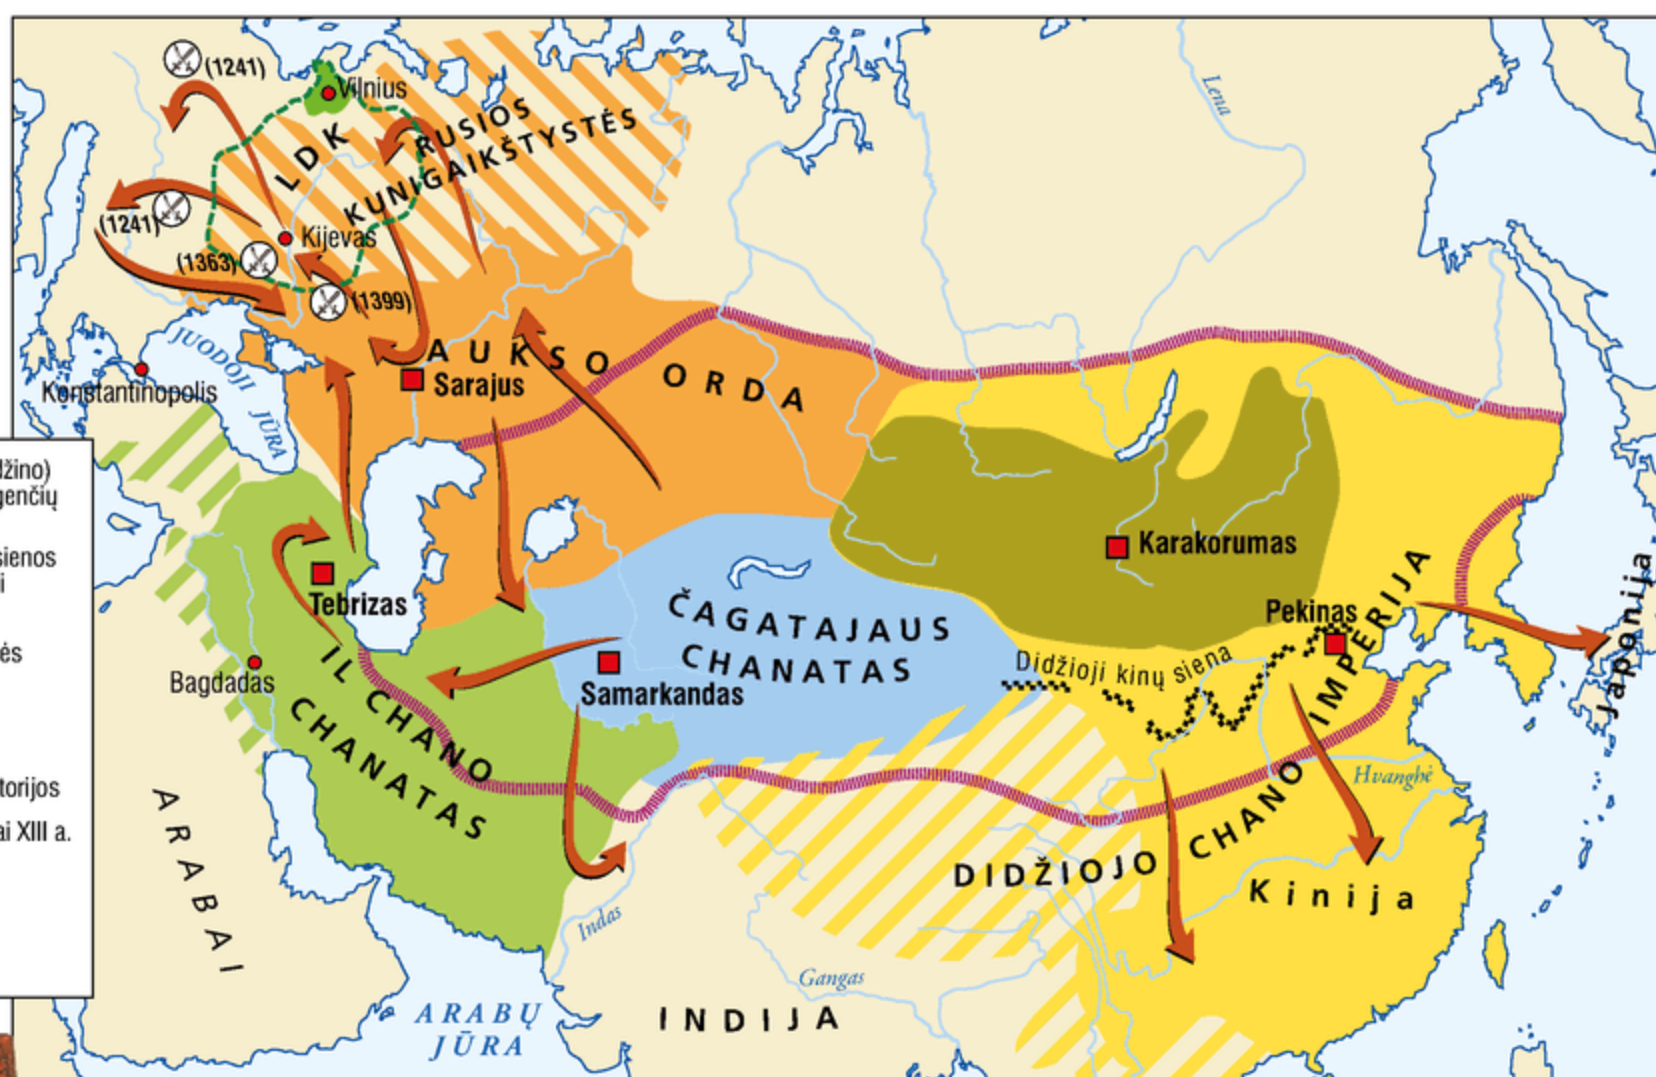 (1241)
Vilnius
LDK
RUSIOS
KUNIGAIKŠTYSTĖS
Lena
(1241)
Kijevas
(1363)
(1399)
JUODOJI JŪRA
Konstantinopolis
AUKSO ORDA
Sarajus
Karakorumas
Tebrizas
Bagdadas
IL CHANO
CHANATAS
ČAGATAJAUS
CHANATAS
Samarkandas
Pekinas
Didžioji kinų siena
DIDŽIOJO CHANO IMPERIJA
Japonija
Hvanghė
Kinija
ARABAI
Indas
Gangas
INDIJA
ARABŲ
JŪRA
džino)
genčių
sienos
i
ės
torijos
ai XIII a.